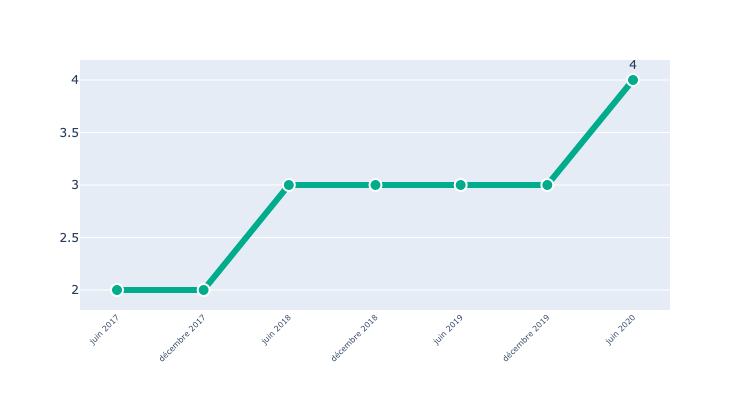 4
4
3.5
3
2.5
2
juin 2017
décembre 2017
juin 2018
décembre 2018
juin 2019
décembre 2019
juin 2020